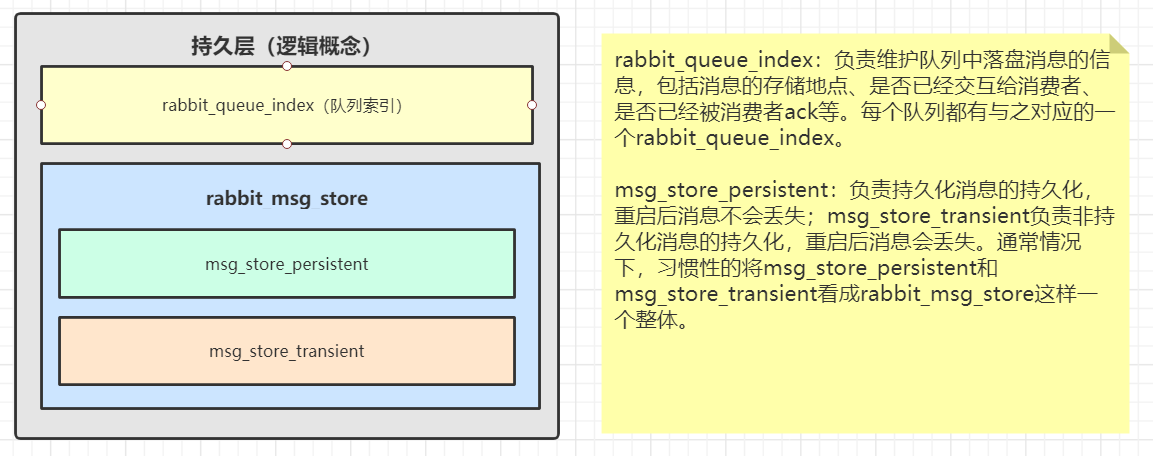 持久层（逻辑概念）
rabbit_queue_index（队列索引）
rabbit_msg_store
msg_store_persistent
msg_store_transient
rabbit_queue_index：负责维护队列中落盘消息的信
息，包括消息的存储地点、是否已经交互给消费者、
是否已经被消费者ack等。每个队列都有与之对应的一
个rabbit_queue_index。
msg_store_persistent：负责持久化消息的持久化，
重启后消息不会丢失；msg_store_transient负责非持
久化消息的持久化，重启后消息会丢失。通常情况
下，习惯性的将msg_store_persistent和
msg_store_transient看成rabbit_msg_store这样一
个整体。